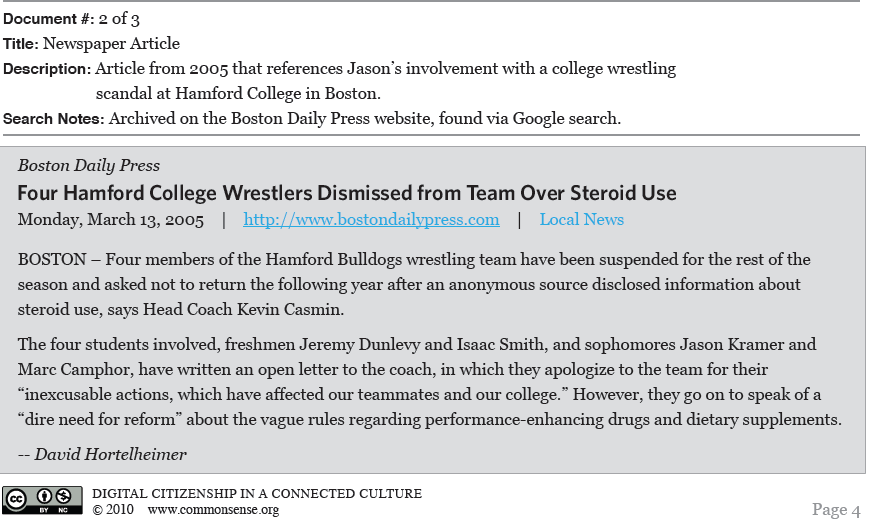 Document #: 2 of 3
Title: Newspaper Article
Description: Article from 2005 that references Jason’s involvement with a college wrestling
scandal at Hamford College in Boston.
Search Notes: Archived on the Boston Daily Press website, found via Google search.
Boston Daily Press
Four Hamford College Wrestlers Dismissed from Team Over Steroid Use
Monday, March 13, 2005 | http://www.bostondailypress.com | Local News
BOSTON – Four members of the Hamford Bulldogs wrestling team have been suspended for the rest of the
season and asked not to return the following year after an anonymous source disclosed information about
steroid use, says Head Coach Kevin Casmin.
The four students involved, freshmen Jeremy Dunlevy and Isaac Smith, and sophomores Jason Kramer and
Marc Camphor, have written an open letter to the coach, in which they apologize to the team for their
“inexcusable actions, which have affected our teammates and our college.” However, they go on to speak of a
“dire need for reform” about the vague rules regarding performance-enhancing drugs and dietary supplements.
-- David Hortelheimer
cc BY NC
DIGITAL CITIZENSHIP IN A CONNECTED CULTURE
© 2010 www.commonsense.org
Page 4